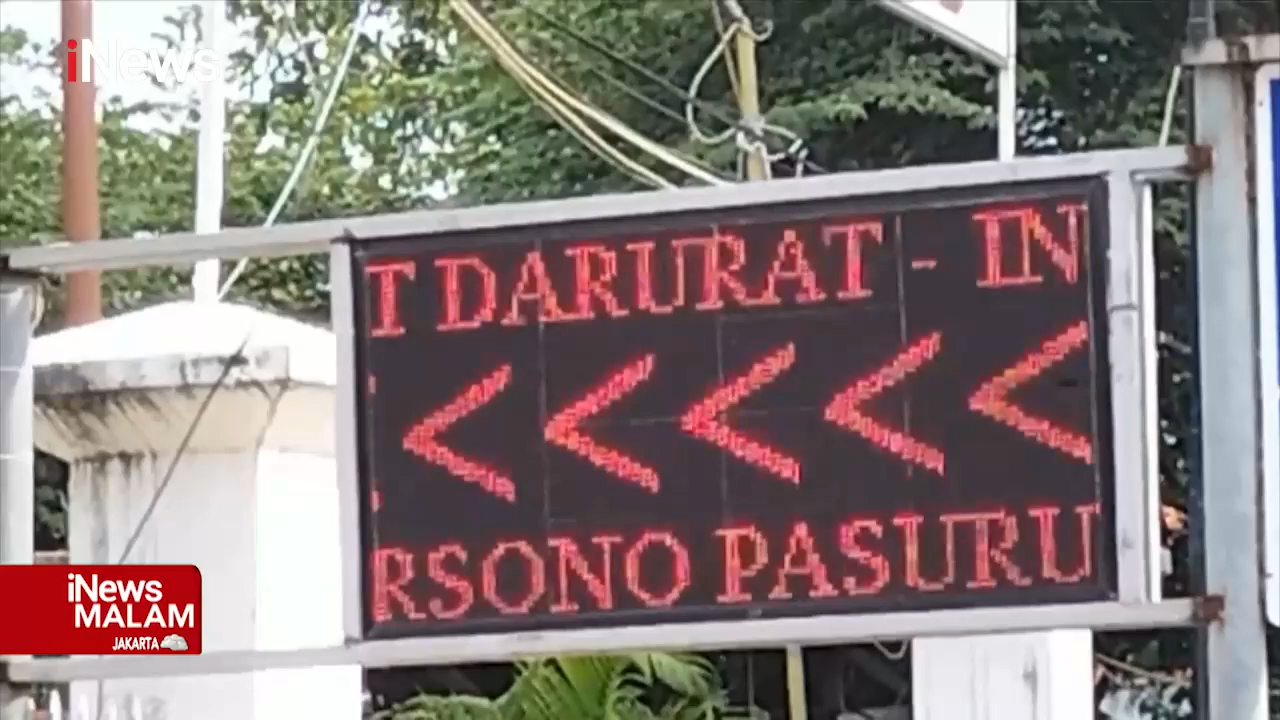 iNews
T DARURAT - IN
<<<<<
RSONO PASURU
iNews
MALAM
JAKARTA